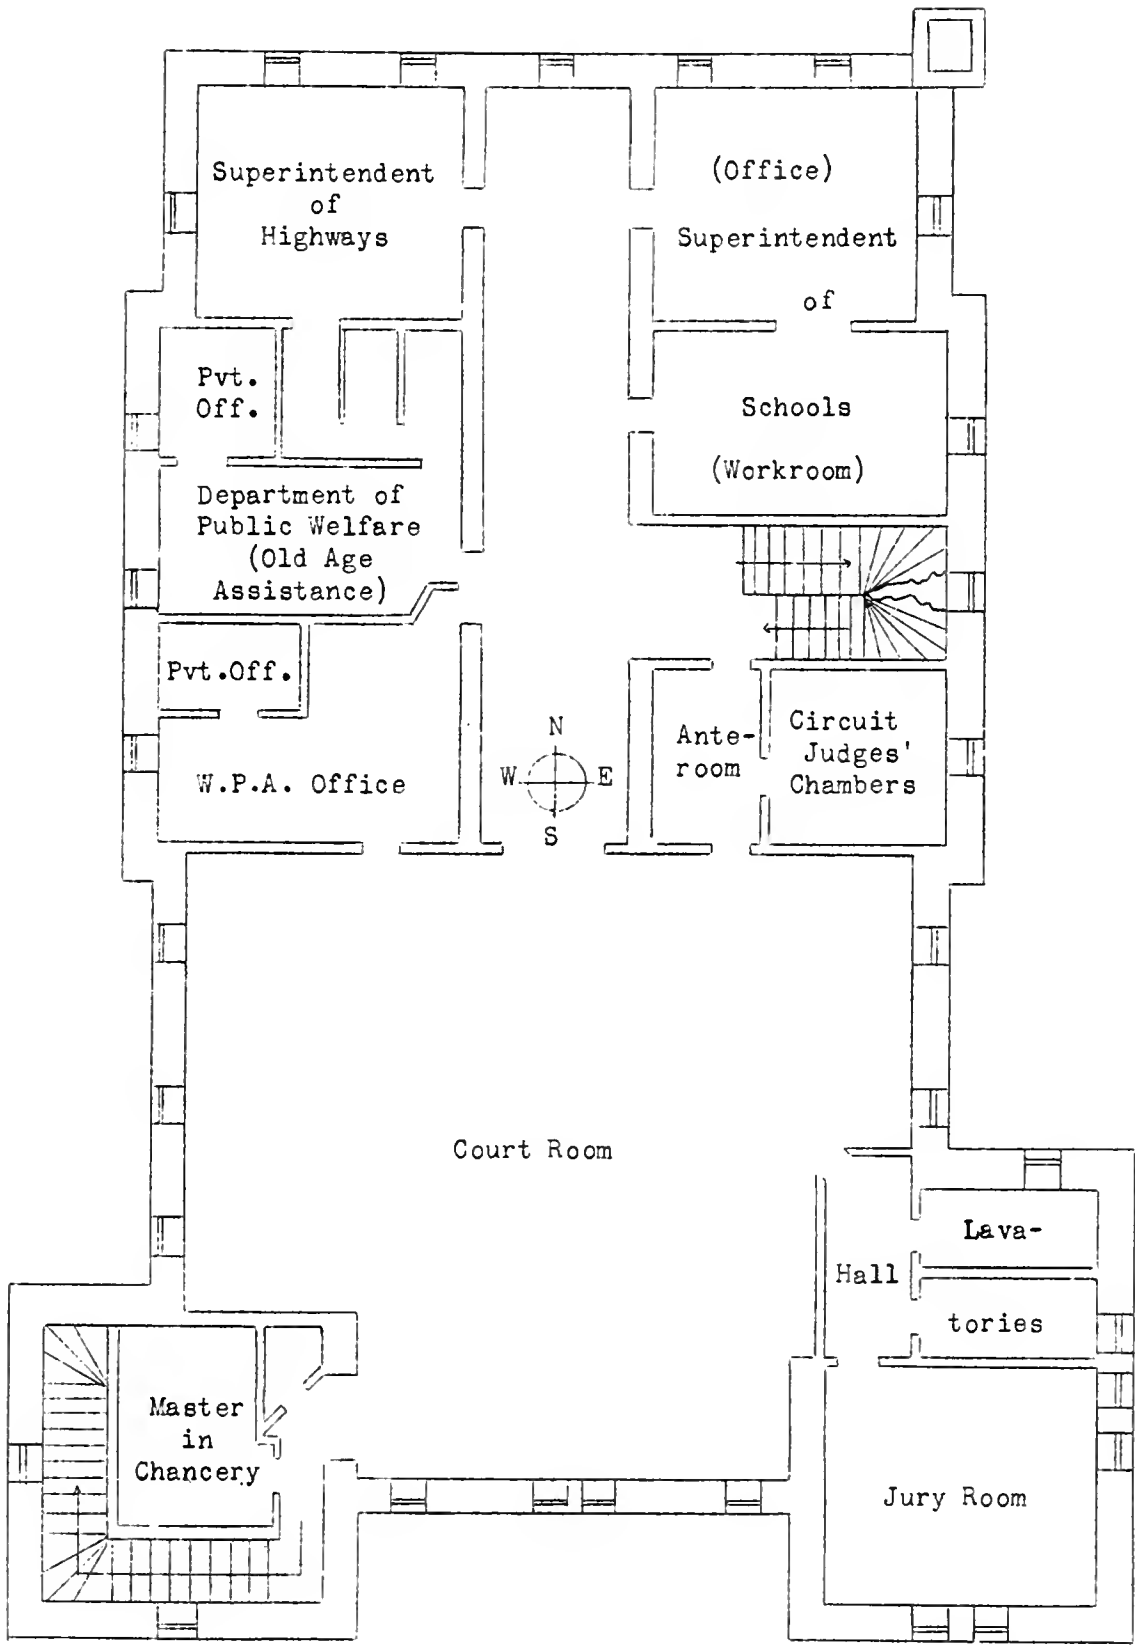 Superintendent
of
Highways
(Office)
Superintendent
of
Schools
(Workroom)
Pvt.
Off.
Department of
Public Welfare
(Old Age
Assistance)
Pvt.Off.
W.P.A. Office
N
W E
S
Ante-
room
Circuit
Judges'
Chambers
Court Room
Hall
Lava-
tories
Master
in
Chancery
Jury Room